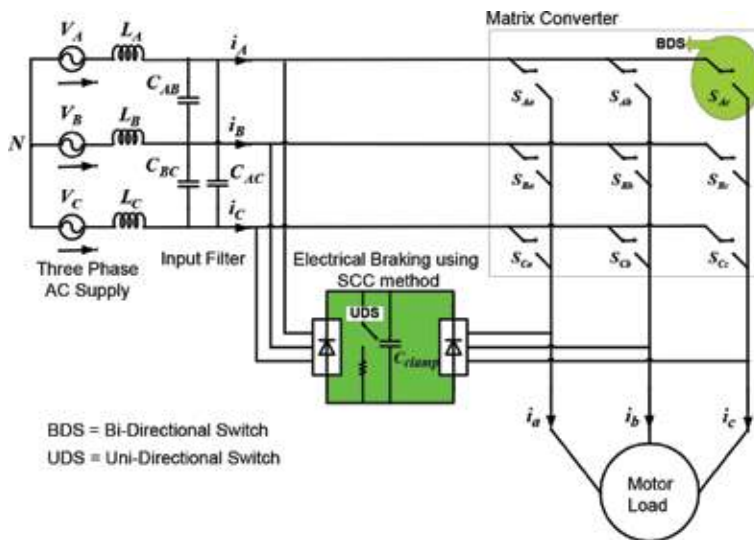 Matrix Converter
V_A L_A i_A
BDS
C_AB
S_Aa S_Ab S_Ac
V_B L_B i_B
N
C_BC C_AC
S_Ba S_Bb S_Bc
V_C L_C i_C
S_Ca S_Cb S_Cc
Three Phase
AC Supply
Input Filter
Electrical Braking using
SCC method
UDS
C_clamp
i_a i_b i_c
BDS = Bi-Directional Switch
UDS = Uni-Directional Switch
Motor
Load